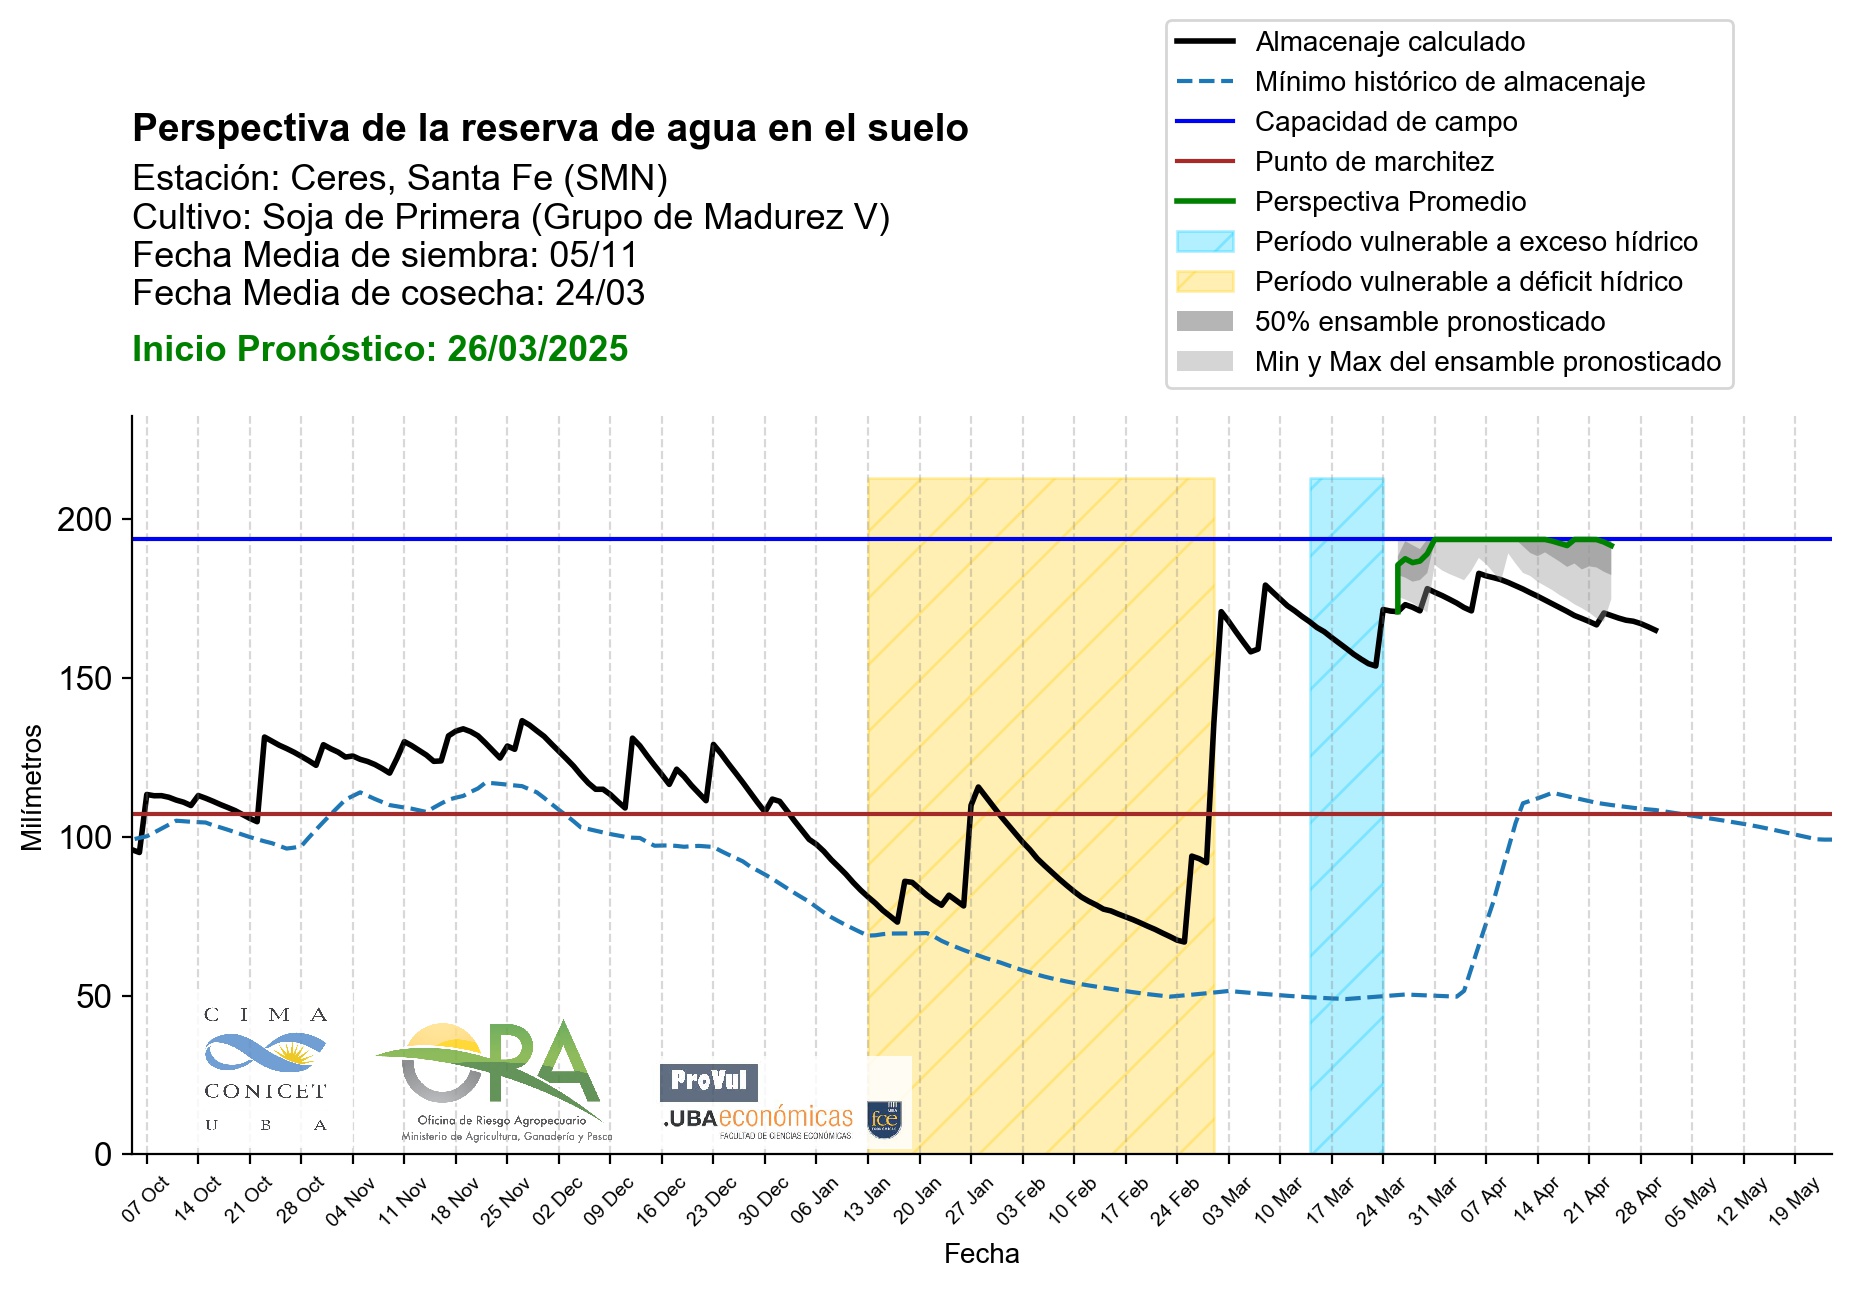 Almacenaje calculado
Mínimo histórico de almacenaje
Capacidad de campo
Punto de marchitez
Perspectiva Promedio
Período vulnerable a exceso hídrico
Período vulnerable a déficit hídrico
50% ensamble pronosticado
Min y Max del ensamble pronosticado
Perspectiva de la reserva de agua en el suelo
Estación: Ceres, Santa Fe (SMN)
Cultivo: Soja de Primera (Grupo de Madurez V)
Fecha Media de siembra: 05/11
Fecha Media de cosecha: 24/03
Inicio Pronóstico: 26/03/2025
Milímetros
200
150
100
50
0
C I M A
CONICET
U B A
ORA
Oficina de Riesgo Agropecuario
Ministerio de Agricultura, Ganadería y Pesca
ProVul
.UBAeconómicas
FACULTAD DE CIENCIAS ECONÓMICAS
UBA
fce
07 Oct
14 Oct
21 Oct
28 Oct
04 Nov
11 Nov
18 Nov
25 Nov
02 Dec
09 Dec
16 Dec
23 Dec
30 Dec
06 Jan
13 Jan
20 Jan
27 Jan
03 Feb
10 Feb
17 Feb
24 Feb
03 Mar
10 Mar
17 Mar
24 Mar
31 Mar
07 Apr
14 Apr
21 Apr
28 Apr
05 May
12 May
19 May
Fecha